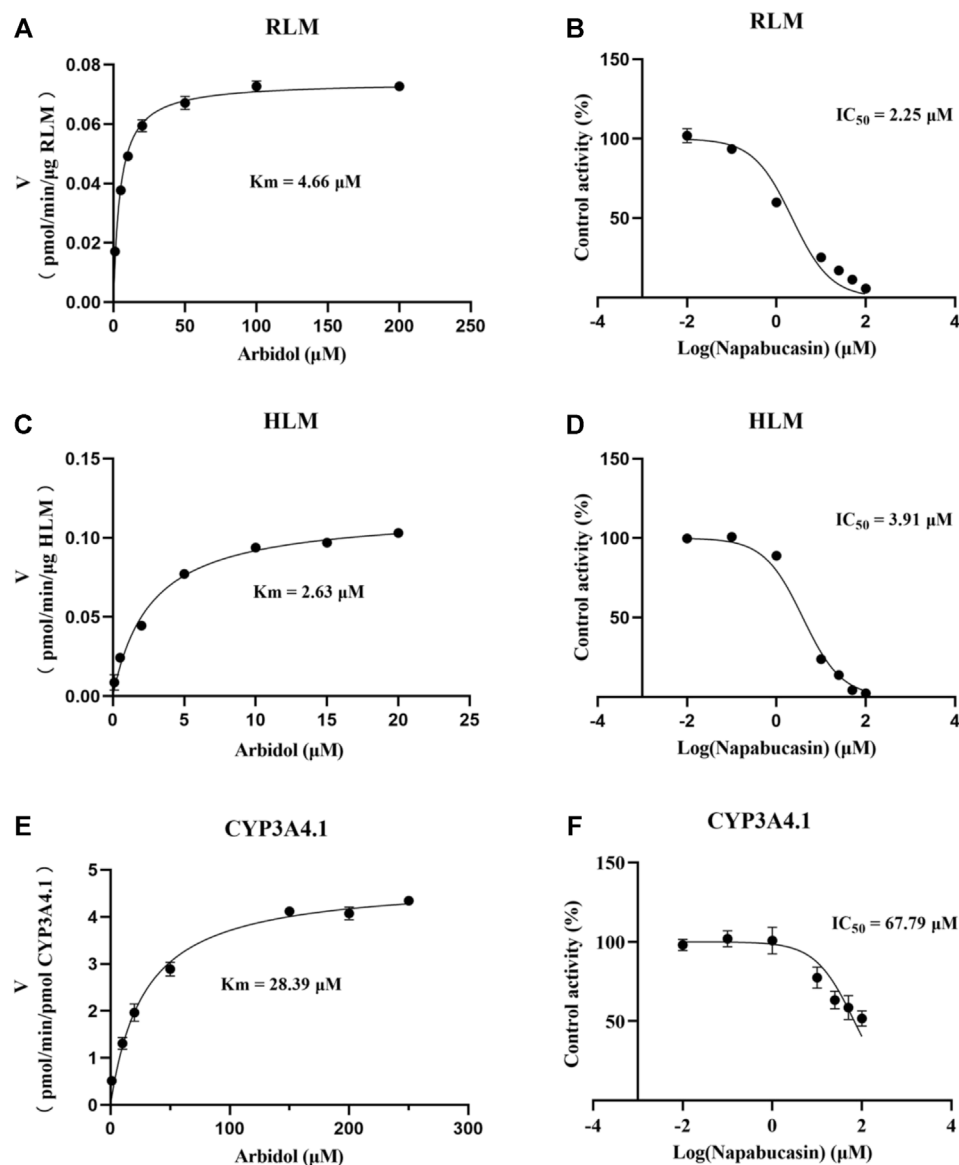 A
RLM
0.08
0.06
0.04
0.02
0.00
V
( pmol/min/μg RLM )
Km = 4.66 μM
0 50 100 150 200 250
Arbidol (μM)
B
RLM
150
100
50
Control activity (%)
IC50 = 2.25 μM
-4 -2 0 2 4
Log(Napabucasin) (μM)
C
HLM
0.15
0.10
0.05
0.00
V
( pmol/min/μg HLM )
Km = 2.63 μM
0 5 10 15 20 25
Arbidol (μM)
D
HLM
150
100
50
Control activity (%)
IC50 = 3.91 μM
-4 -2 0 2 4
Log(Napabucasin) (μM)
E
CYP3A4.1
5
4
3
2
1
0
V
( pmol/min/pmol CYP3A4.1 )
Km = 28.39 μM
0 100 200 300
Arbidol (μM)
F
CYP3A4.1
150
100
50
Control activity (%)
IC50 = 67.79 μM
-4 -2 0 2 4
Log(Napabucasin) (μM)